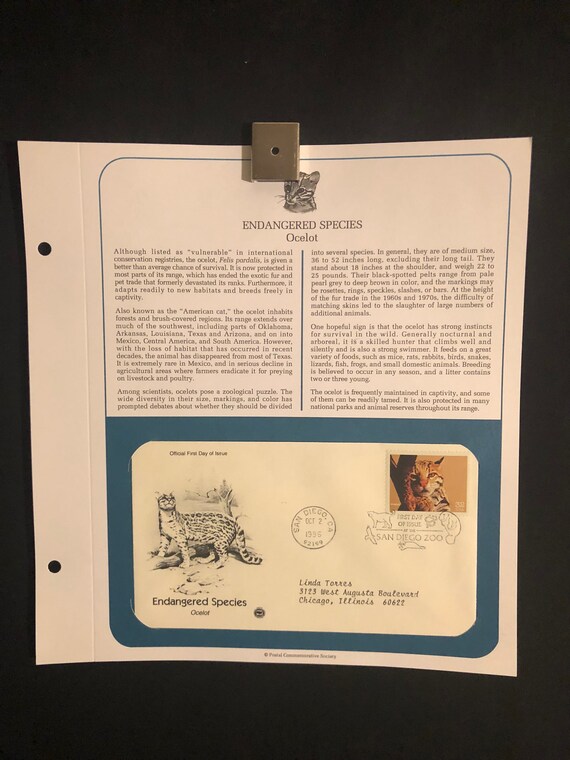 ENDANGERED SPECIES
Ocelot
Although listed as "vulnerable" in international
conservation registries, the ocelot, Felis pardalis, is given a
better than average chance of survival. It is now protected in
most parts of its range, which has ended the exotic fur and
pet trade that formerly devastated its ranks. Furthermore, it
adapts readily to new habitats and breeds freely in
captivity.
Also known as the "American cat," the ocelot inhabits
forests and brush-covered regions. Its range extends over
much of the southwest, including parts of Oklahoma,
Arkansas, Louisiana, Texas and Arizona, and on into
Mexico, Central America, and South America. However,
with the loss of habitat that has occurred in recent
decades, the animal has disappeared from most of Texas.
It is extremely rare in Mexico, and in serious decline in
agricultural areas where farmers eradicate it for preying
on livestock and poultry.
Among scientists, ocelots pose a zoological puzzle. The
wide diversity in their size, markings, and color has
prompted debates about whether they should be divided
into several species. In general, they are of medium size,
36 to 52 inches long, excluding their long tail. They
stand about 18 inches at the shoulder, and weigh 22 to
25 pounds. Their black-spotted pelts range from pale
pearl grey to deep brown in color, and the markings may
be rosettes, rings, speckles, slashes, or bars. At the height
of the fur trade in the 1960s and 1970s, the difficulty of
matching skins led to the slaughter of large numbers of
additional animals.
One hopeful sign is that the ocelot has strong instincts
for survival in the wild. Generally nocturnal and
arboreal, it is a skilled hunter that climbs well and
silently and is also a strong swimmer. It feeds on a great
variety of foods, such as mice, rats, rabbits, birds, snakes,
lizards, fish, frogs, and small domestic animals. Breeding
is believed to occur in any season, and a litter contains
two or three young.
The ocelot is frequently maintained in captivity, and some
of them can be readily tamed. It is also protected in many
national parks and animal reserves throughout its range.
Official First Day of Issue
SAN DIEGO, CA
OCT 2
1996
92199
FIRST DAY
OF ISSUE
AT THE
SAN DIEGO ZOO
Linda Torres
3123 West Augusta Boulevard
Chicago, Illinois 60622
Endangered Species
Ocelot
© Postal Commemorative Society